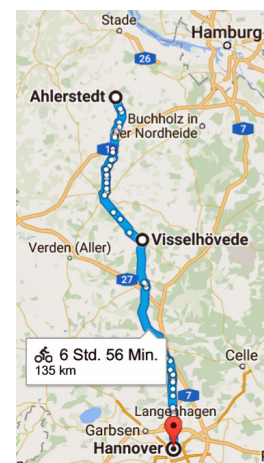 Stade
Hamburg
26
Ahlerstedt
Buchholz in
der Nordheide
1
7
Visselhövede
Verden (Aller)
27
6 Std. 56 Min.
135 km
Celle
7
Langenhagen
Garbsen
Hannover